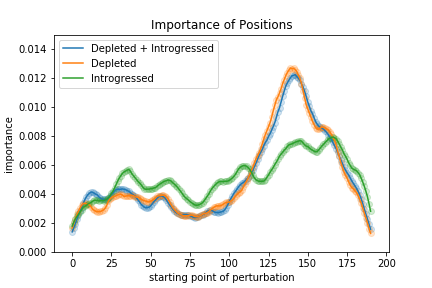 Importance of Positions
Depleted + Introgressed
Depleted
Introgressed
importance
0.014
0.012
0.010
0.008
0.006
0.004
0.002
0.000
0 25 50 75 100 125 150 175 200
starting point of perturbation